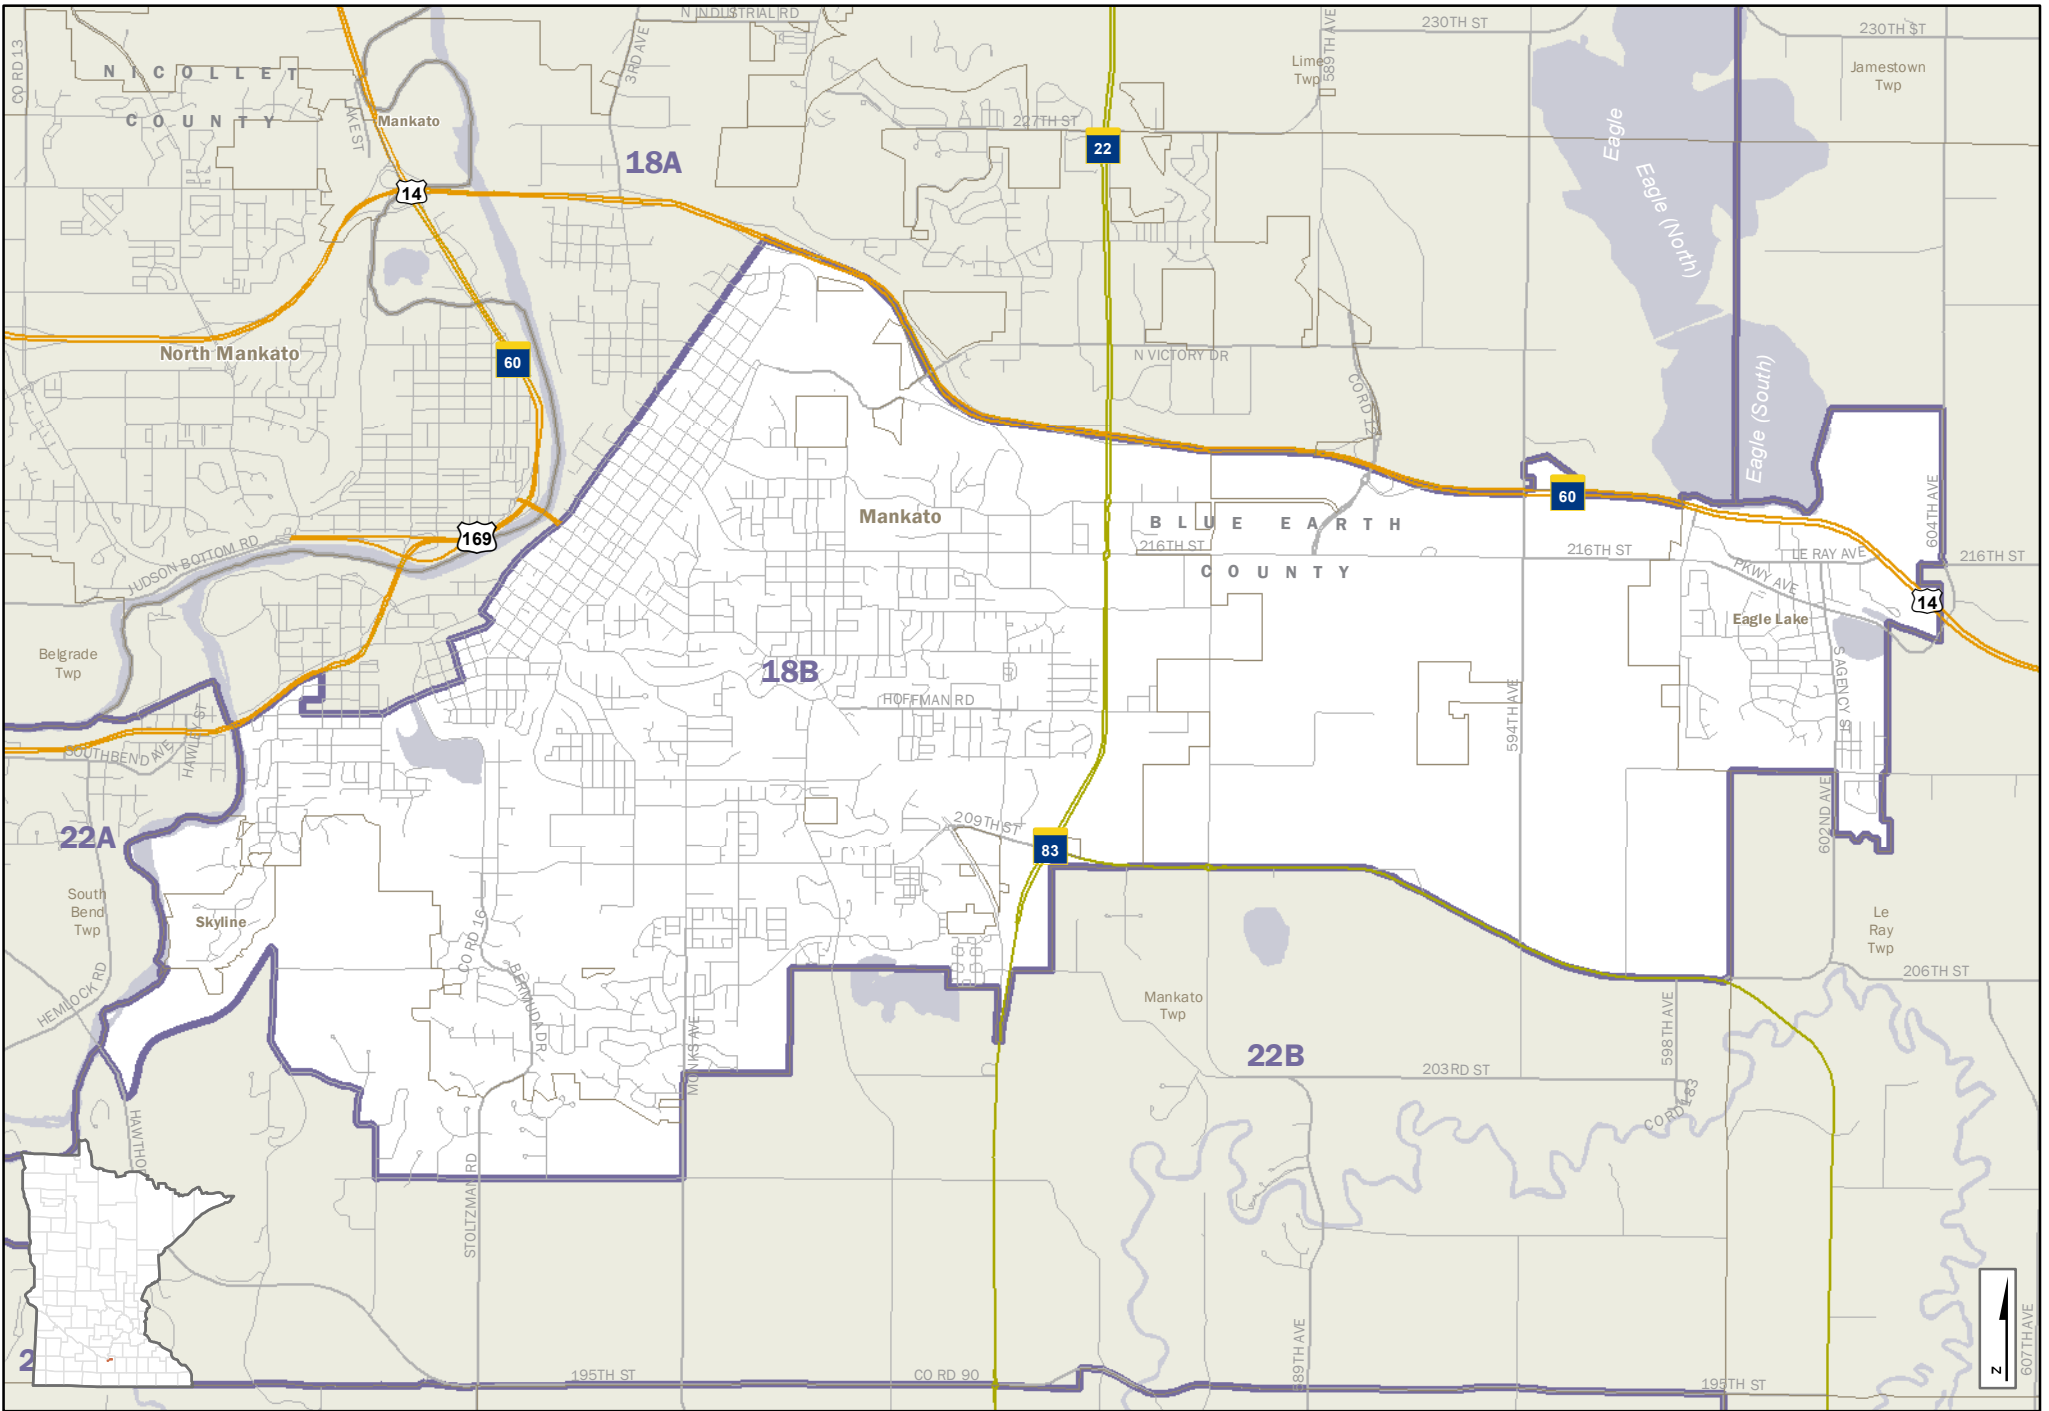 N INDUSTRIAL RD
230TH ST
230TH ST
CO RD 13
3RD AVE
589TH AVE
Lime
Twp
Jamestown
Twp
NICOLLET
COUNTY
LAKE ST
Mankato
227TH ST
22
Eagle
18A
14
Eagle (North)
North Mankato
60
N VICTORY DR
CO RD 12
Eagle (South)
169
Mankato
60
BLUE EARTH
COUNTY
216TH ST
216TH ST
604TH AVE
LE RAY AVE
216TH ST
PKWY AVE
14
JUDSON BOTTOM RD
Eagle Lake
Belgrade
Twp
18B
S AGENCY ST
HOFFMAN RD
594TH AVE
HAWLEY ST
SOUTHBEND AVE
22A
209TH ST
83
602ND AVE
South
Bend
Twp
Skyline
CO RD 16
BERMUDA DR
Le
Ray
Twp
206TH ST
HEMLOCK RD
MONKS AVE
Mankato
Twp
598TH AVE
22B
203RD ST
CO RD 183
HAWTHO
STOLTZMAN RD
2
195TH ST
CO RD 90
589TH AVE
195TH ST
607TH AVE
N